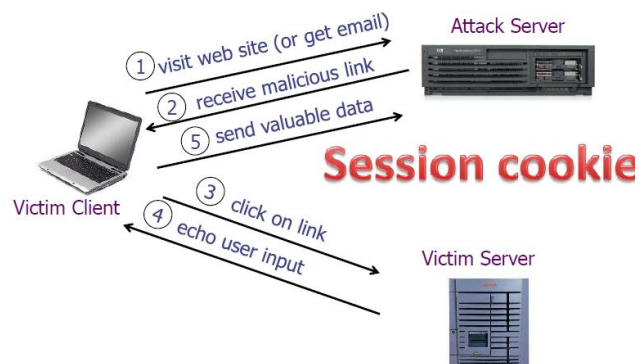 Attack Server
1 visit web site (or get email)
2 receive malicious link
5 send valuable data
Session cookie
Victim Client
3 click on link
4 echo user input
Victim Server